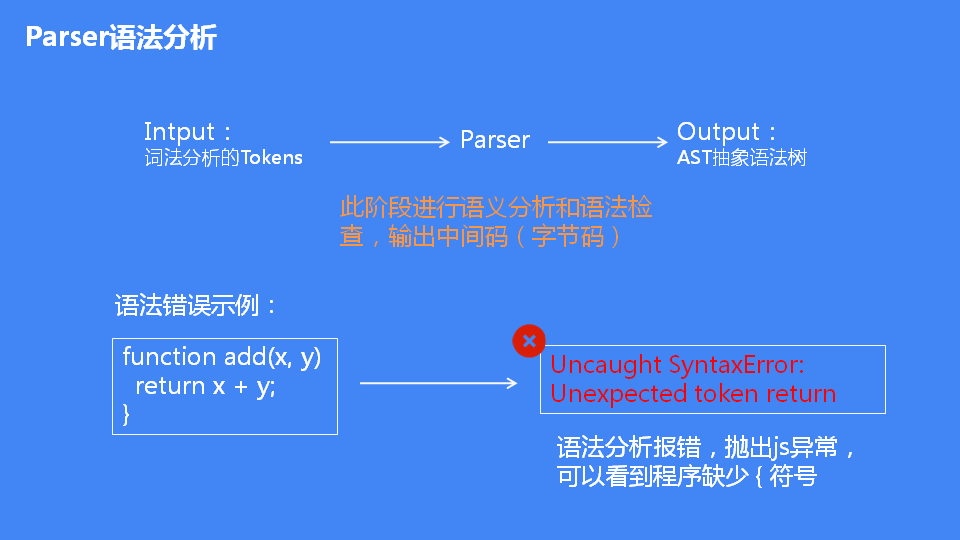 Parser语法分析
Intput：
词法分析的Tokens
Parser
Output：
AST抽象语法树
此阶段进行语义分析和语法检
查，输出中间码（字节码）
语法错误示例：
function add(x, y)
return x + y;
}
Uncaught SyntaxError:
Unexpected token return
语法分析报错，抛出js异常，
可以看到程序缺少 { 符号